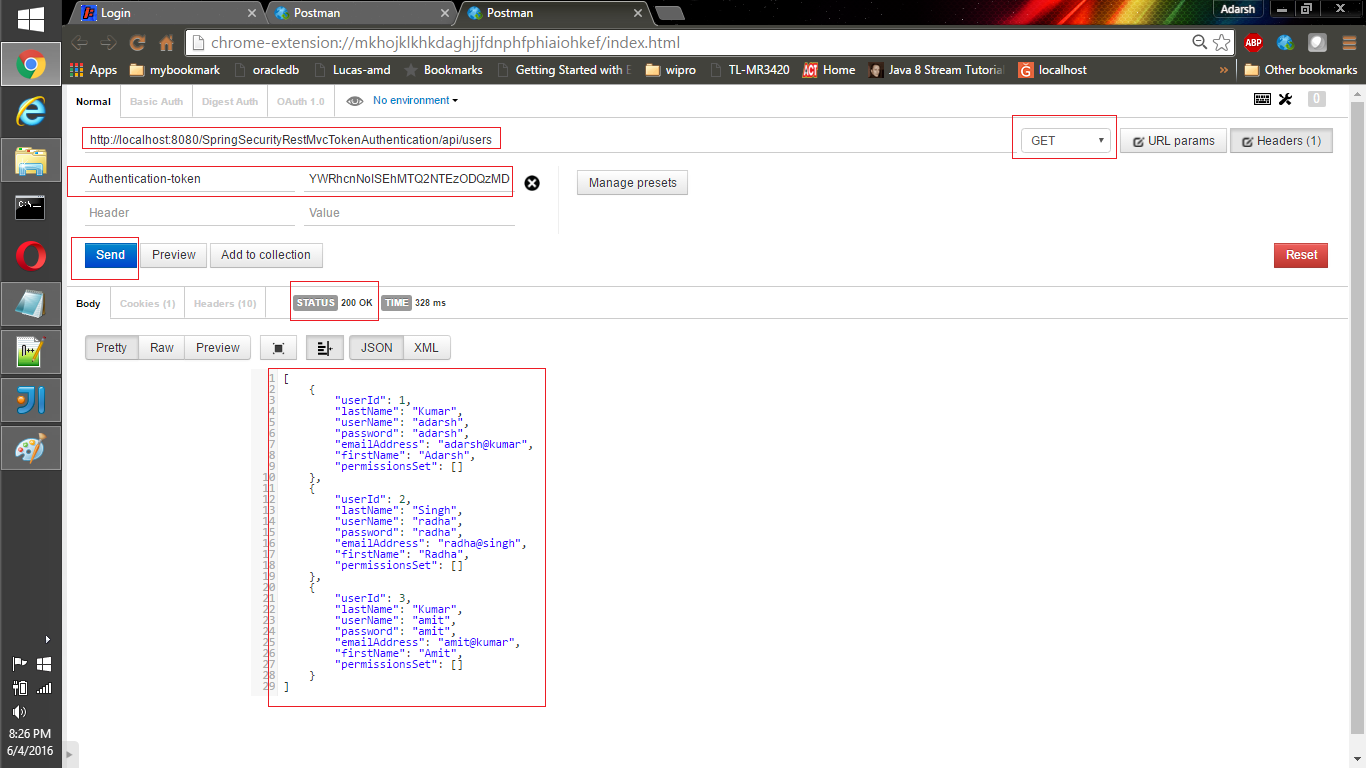 Login
Postman
Postman
Adarsh
chrome-extension://mkhojklkhkdaghjjfdnphfphiaiohkef/index.html
ABP
Apps mybookmark oracledb Lucas-amd Bookmarks Getting Started with E wipro TL-MR3420 ACT Home Java 8 Stream Tutoria localhost » Other bookmarks
Normal Basic Auth Digest Auth OAuth 1.0 No environment 0
http://localhost:8080/SpringSecurityRestMvcTokenAuthentication/api/users GET URL params Headers (1)
Authentication-token YWRhcnNoISEhMTQ2NTEzODQzMD Manage presets
Header Value
Send Preview Add to collection Reset
Body Cookies (1) Headers (10) STATUS 200 OK TIME 328 ms
Pretty Raw Preview JSON XML
1 [
2 {
3 "userId": 1,
4 "lastName": "Kumar",
5 "userName": "adarsh",
6 "password": "adarsh",
7 "emailAddress": "adarsh@kumar",
8 "firstName": "Adarsh",
9 "permissionsSet": []
10 },
11 {
12 "userId": 2,
13 "lastName": "Singh",
14 "userName": "radha",
15 "password": "radha",
16 "emailAddress": "radha@singh",
17 "firstName": "Radha",
18 "permissionsSet": []
19 },
20 {
21 "userId": 3,
22 "lastName": "Kumar",
23 "userName": "amit",
24 "password": "amit",
25 "emailAddress": "amit@kumar",
26 "firstName": "Amit",
27 "permissionsSet": []
28 }
29 ]
8:26 PM
6/4/2016